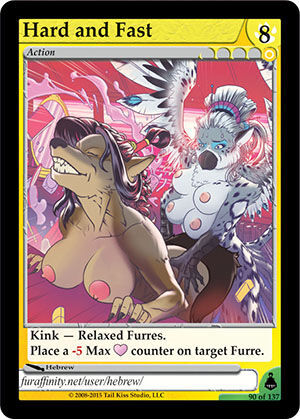 Hard and Fast
8
Action
Kink — Relaxed Furres.
Place a -5 Max counter on target Furre.
Hebrew
furaffinity.net/user/hebrew/
© 2008-2015 Tail Kiss Studio, LLC
90 of 137